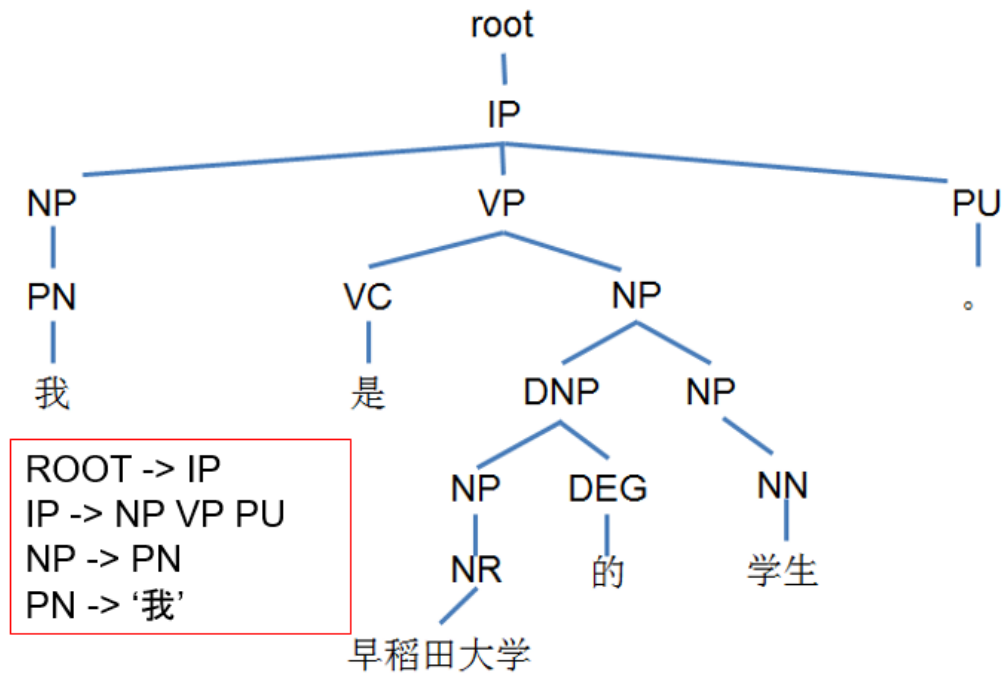 root
IP
NP VP PU
PN VC NP 。
我 是 DNP NP
ROOT -> IP
IP -> NP VP PU
NP -> PN
PN -> ‘我’
NP DEG NN
NR 的 学生
早稻田大学